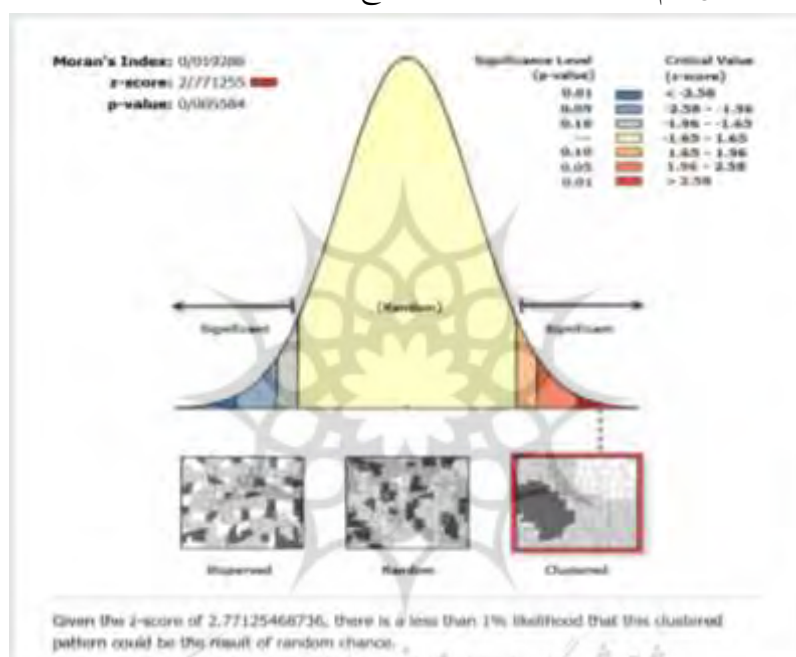 Moran's Index: 0/019286
z-score: 2/771255
p-value: 0/005584
Significance Level
(p-value)
Critical Value
(z-score)
0.01 < -2.58
0.05 -2.58 - -1.96
0.10 -1.96 - -1.65
--- -1.65 - 1.65
0.10 1.65 - 1.96
0.05 1.96 - 2.58
0.01 > 2.58
(Random)
Significant
Significant
Dispersed
Random
Clustered
Given the z-score of 2.77125468736, there is a less than 1% likelihood that this clustered
pattern could be the result of random chance.